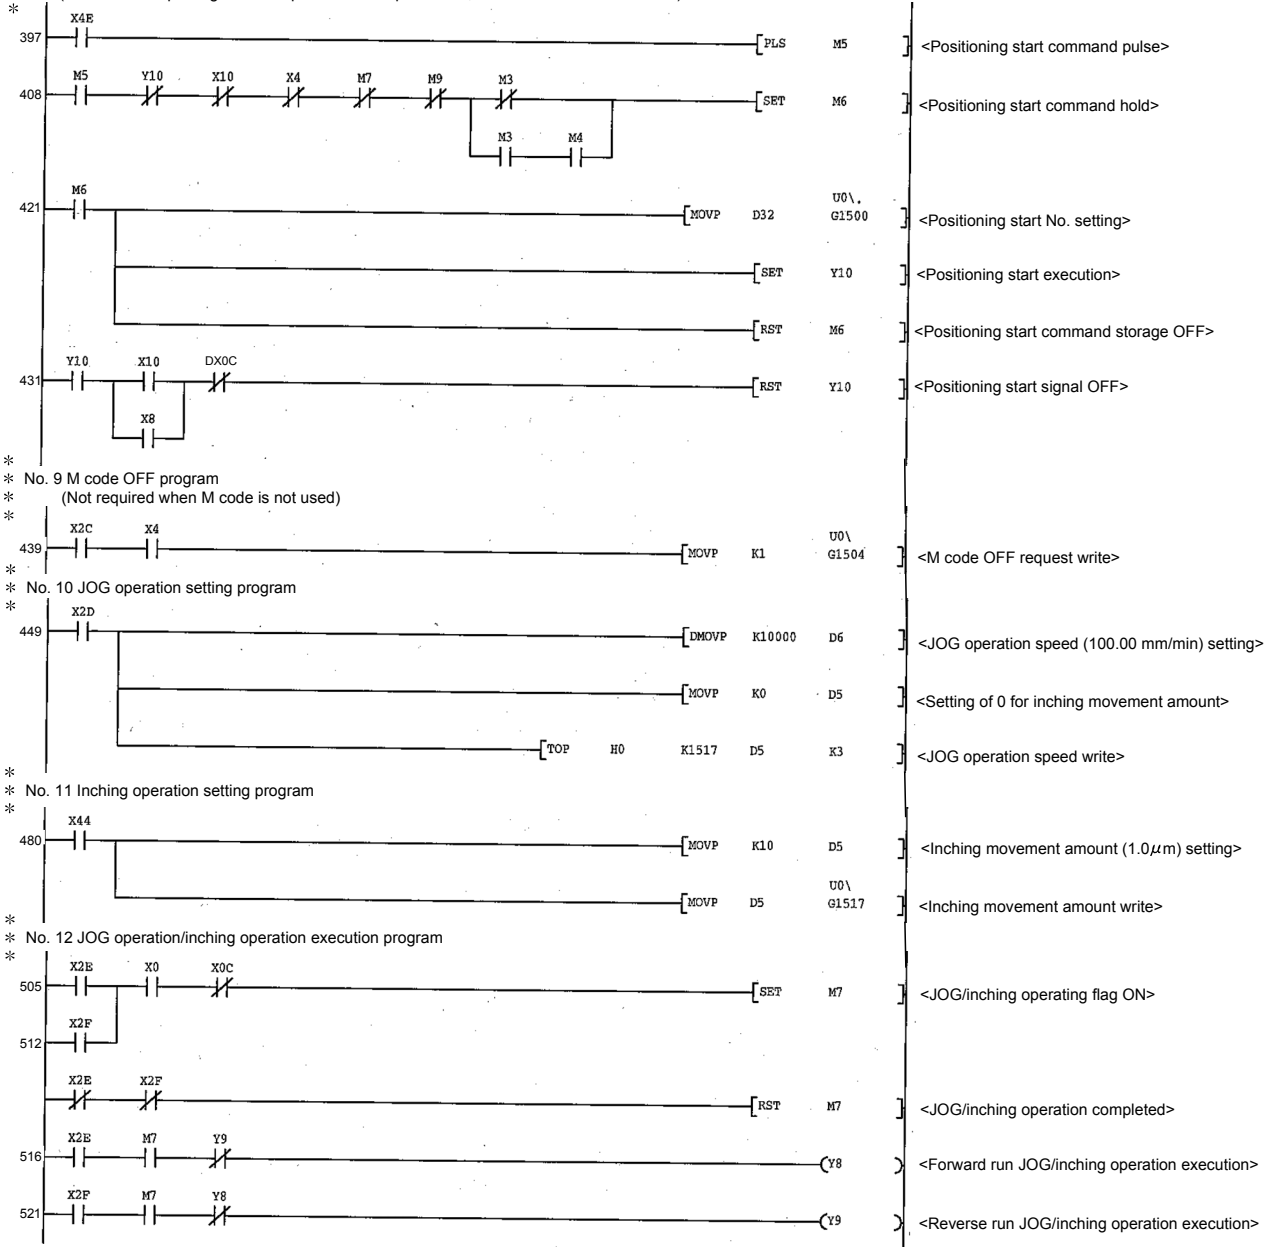 *
X4E
397 [PLS M5 ] <Positioning start command pulse>
M5 Y10 X10 X4 M7 M9 M3
408 [SET M6 ] <Positioning start command hold>
M3 M4
M6
421 [MOVP D32 U0\. G1500 ] <Positioning start No. setting>
[SET Y10 ] <Positioning start execution>
[RST M6 ] <Positioning start command storage OFF>
Y10 X10 DX0C
431 [RST Y10 ] <Positioning start signal OFF>
X8
*
* No. 9 M code OFF program
* (Not required when M code is not used)
*
X2C X4
439 [MOVP K1 U0\ G1504 ] <M code OFF request write>
*
* No. 10 JOG operation setting program
*
X2D
449 [DMOVP K10000 D6 ] <JOG operation speed (100.00 mm/min) setting>
[MOVP K0 D5 ] <Setting of 0 for inching movement amount>
[TOP H0 K1517 D5 K3 ] <JOG operation speed write>
*
* No. 11 Inching operation setting program
*
X44
480 [MOVP K10 D5 ] <Inching movement amount (1.0μm) setting>
[MOVP D5 U0\ G1517 ] <Inching movement amount write>
*
* No. 12 JOG operation/inching operation execution program
*
X2E X0 X0C
505 [SET M7 ] <JOG/inching operating flag ON>
X2F
512
X2E X2F
[RST M7 ] <JOG/inching operation completed>
X2E M7 Y9
516 (Y8 ) <Forward run JOG/inching operation execution>
X2F M7 Y8
521 (Y9 ) <Reverse run JOG/inching operation execution>